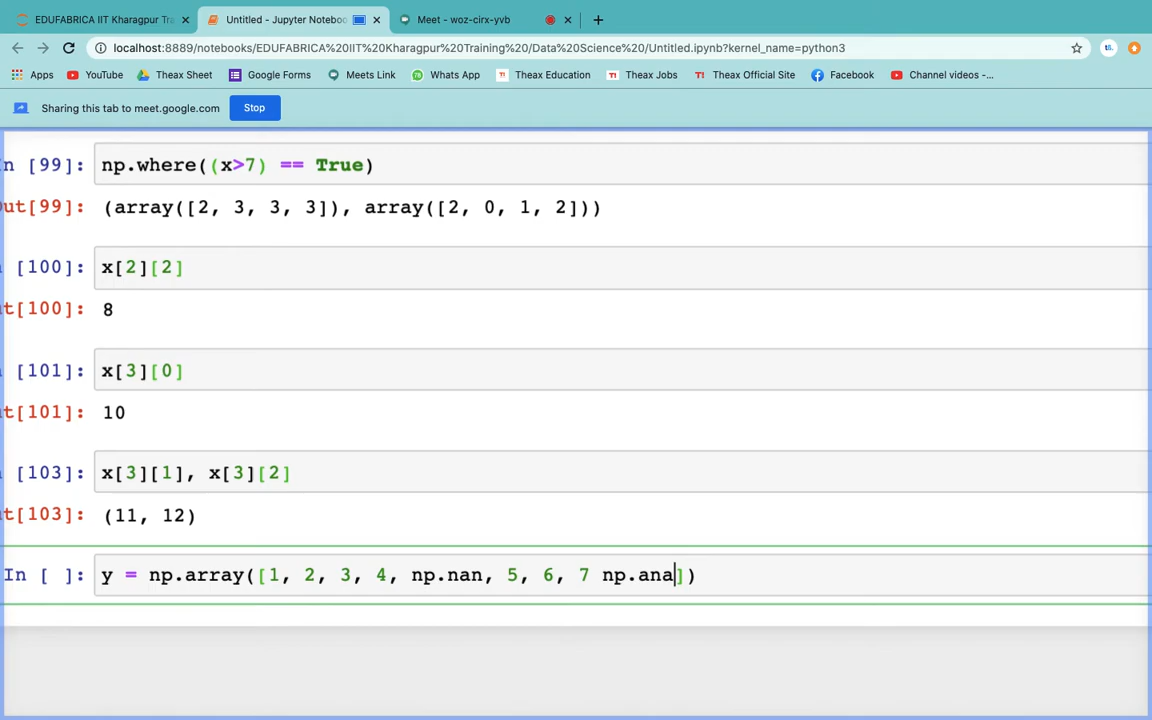 EDUFABRICA IIT Kharagpur Tra
Untitled - Jupyter Noteboo
Meet - woz-cirx-yvb
localhost:8889/notebooks/EDUFABRICA%20IIT%20Kharagpur%20Training%20/Data%20Science%20/Untitled.ipynb?kernel_name=python3
Apps YouTube Theax Sheet Google Forms Meets Link Whats App Theax Education Theax Jobs Theax Official Site Facebook Channel videos -...
Sharing this tab to meet.google.com Stop
n [99]: np.where((x>7) == True)
ut[99]: (array([2, 3, 3, 3]), array([2, 0, 1, 2]))
[100]: x[2][2]
t[100]: 8
[101]: x[3][0]
t[101]: 10
[103]: x[3][1], x[3][2]
t[103]: (11, 12)
In [ ]: y = np.array([1, 2, 3, 4, np.nan, 5, 6, 7 np.ana])